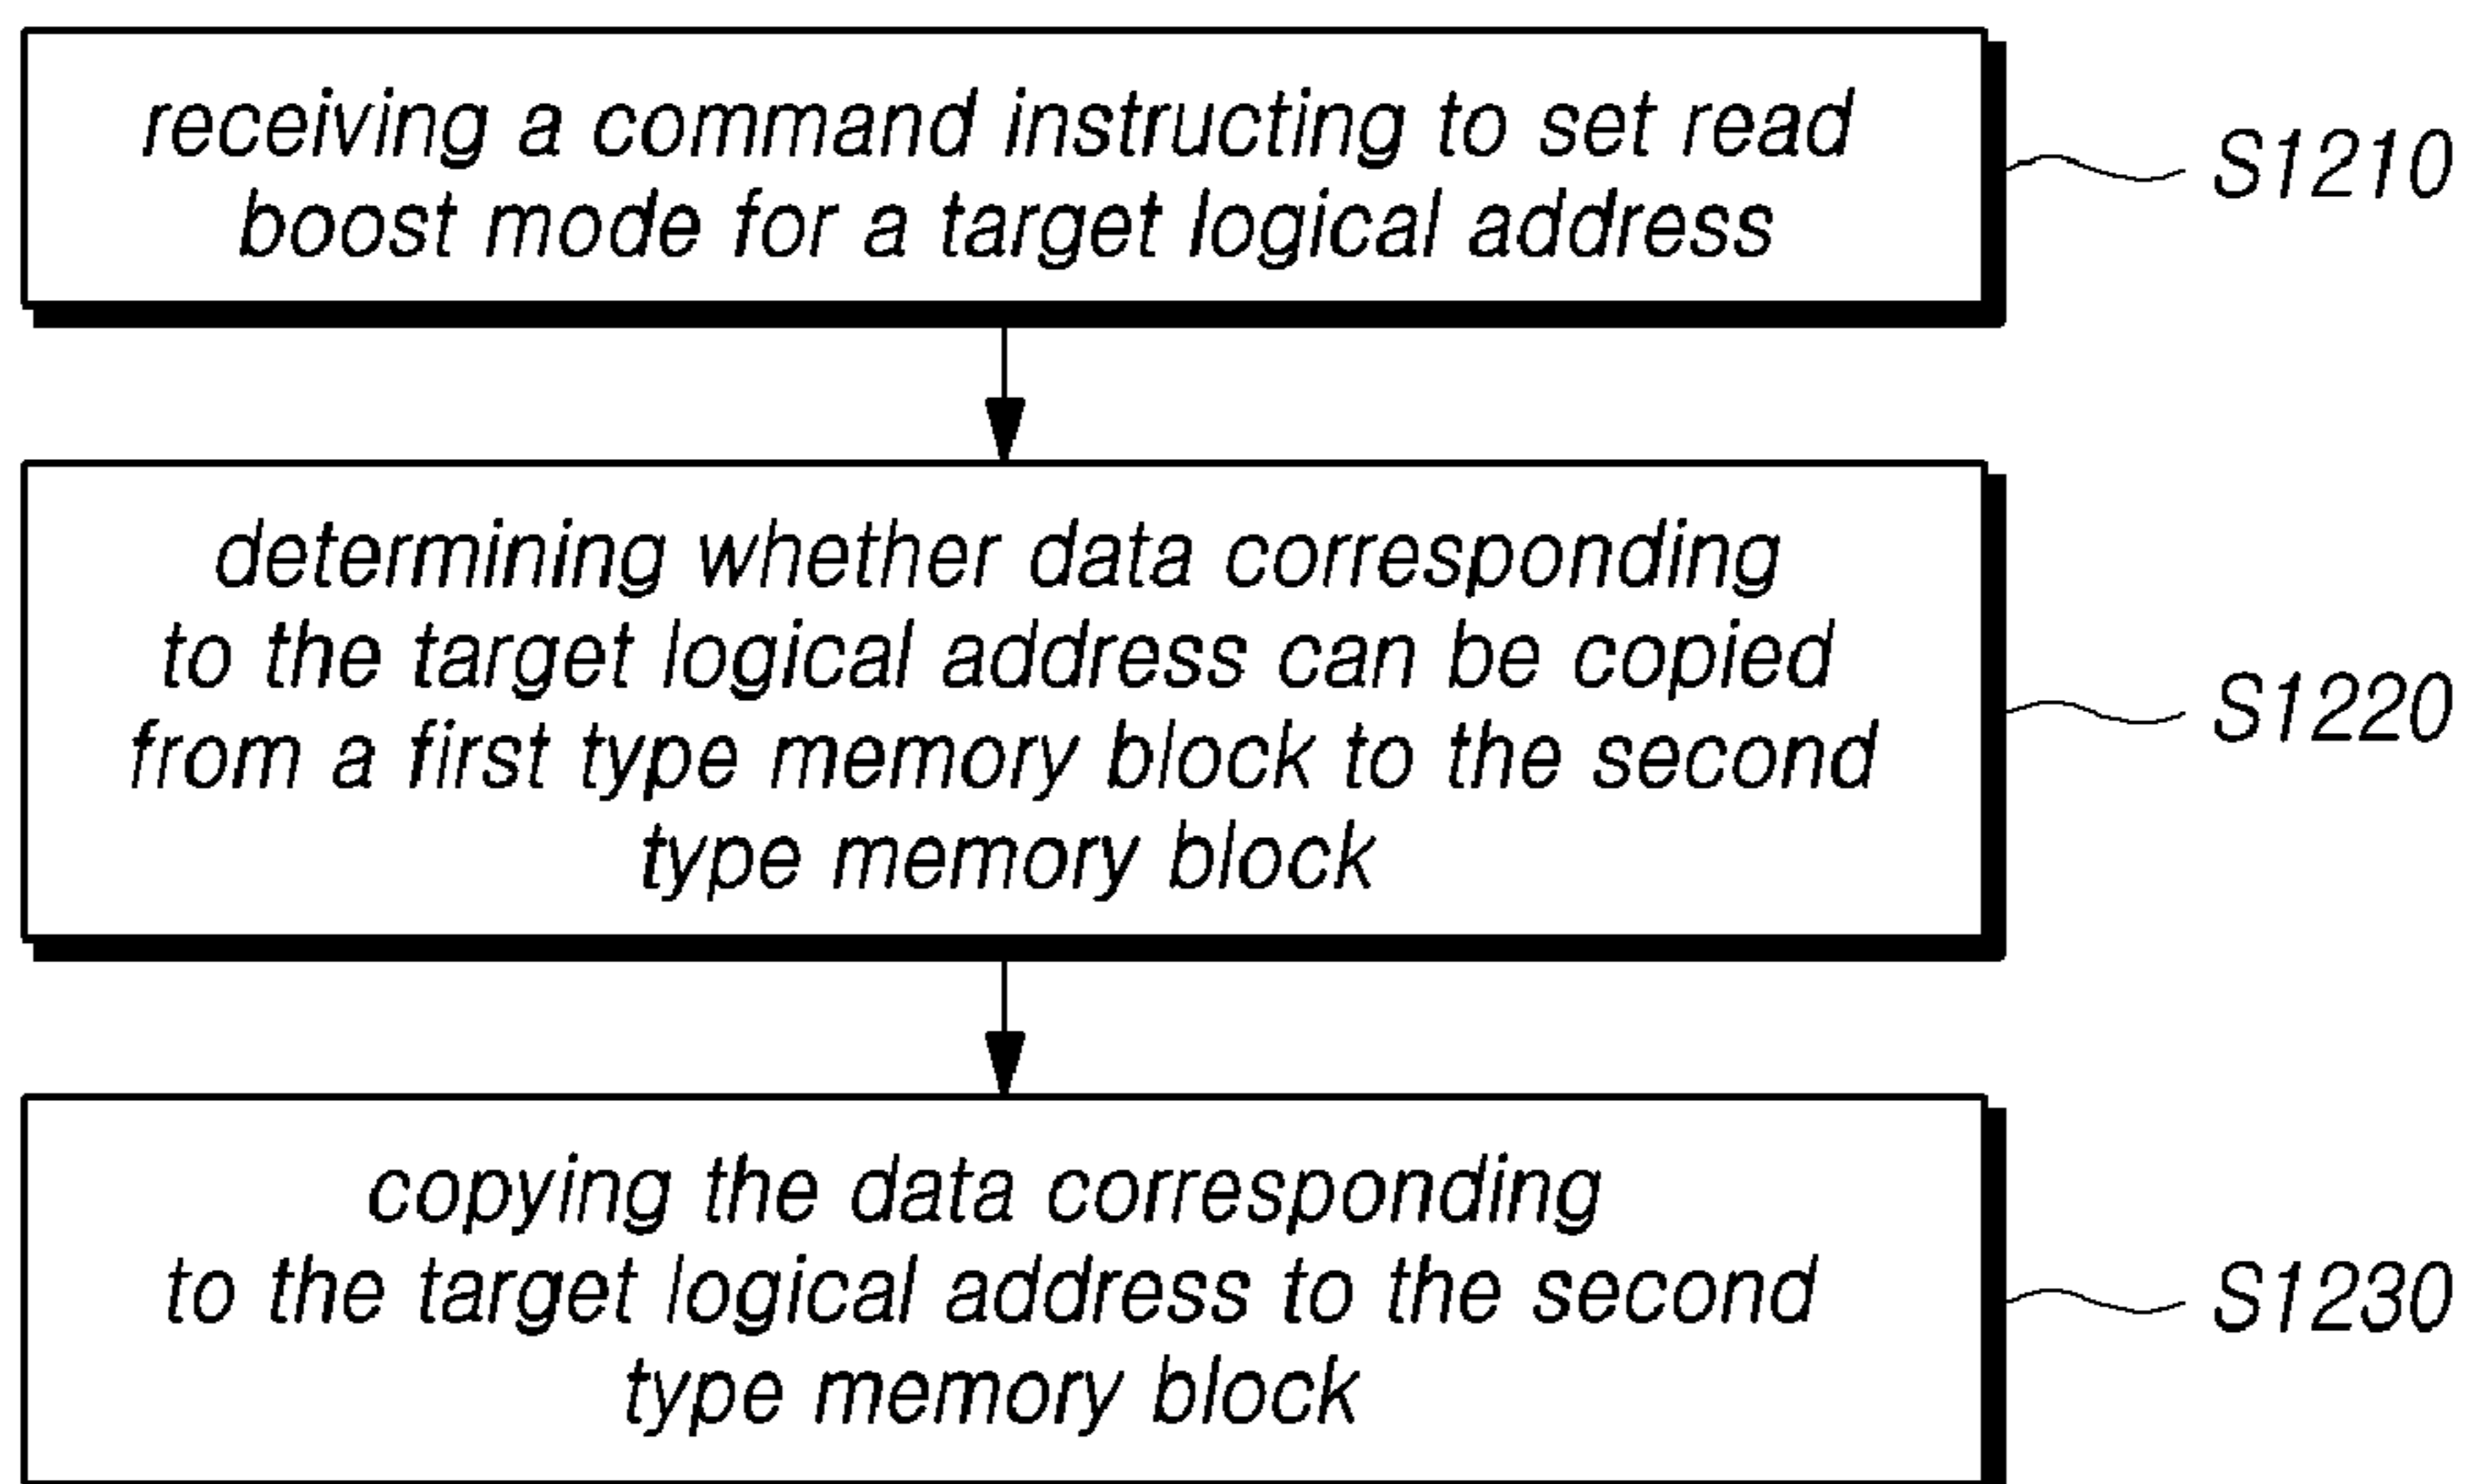 receiving a command instructing to set read
boost mode for a target logical address
S1210
determining whether data corresponding
to the target logical address can be copied
from a first type memory block to the second
type memory block
S1220
copying the data corresponding
to the target logical address to the second
type memory block
S1230